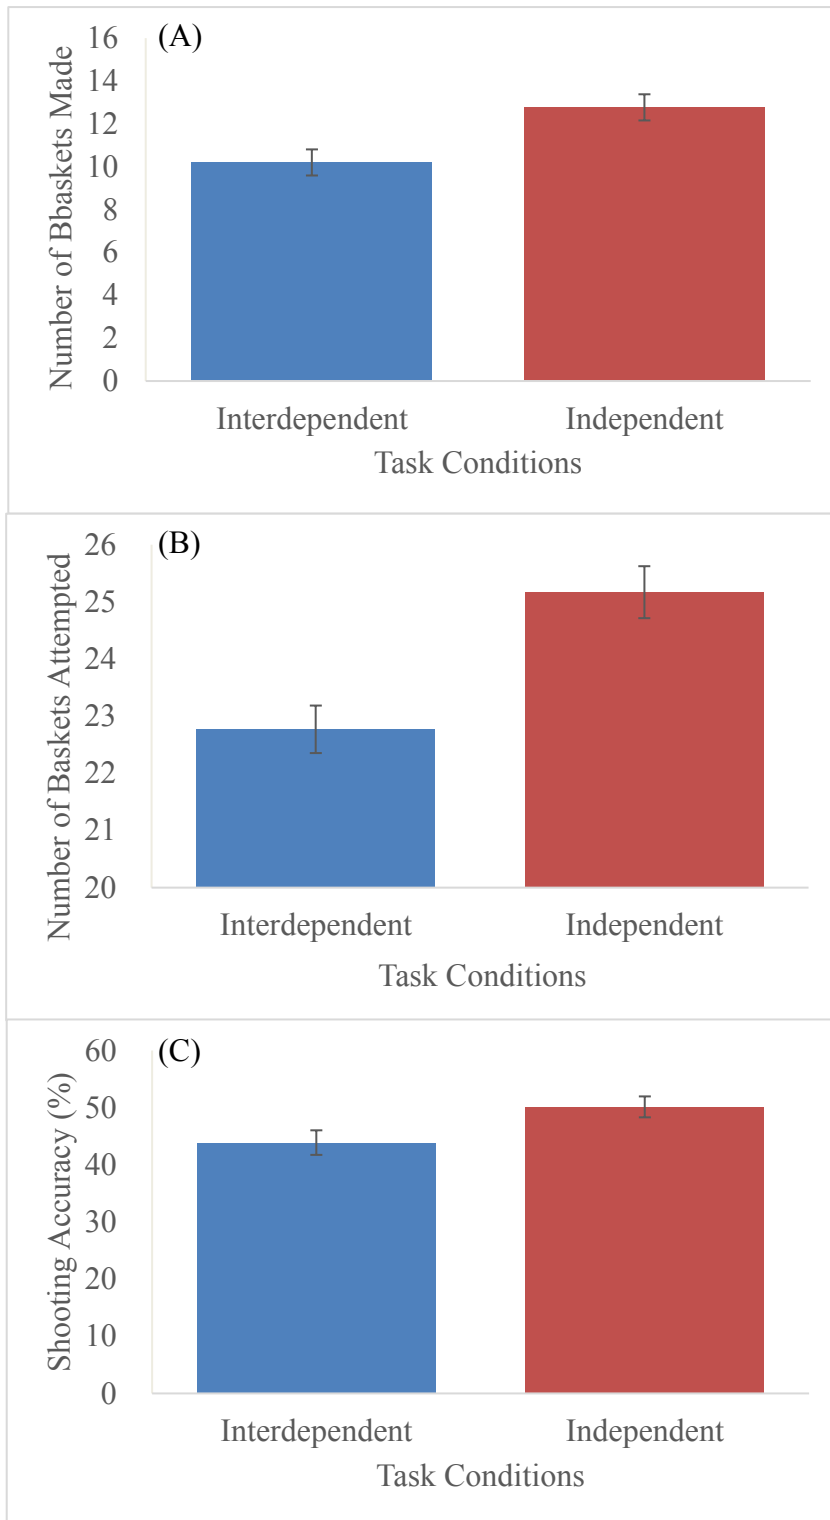 (A)
Number of Bbaskets Made
16
14
12
10
8
6
4
2
0
Interdependent Independent
Task Conditions
(B)
Number of Baskets Attempted
26
25
24
23
22
21
20
Interdependent Independent
Task Conditions
(C)
Shooting Accuracy (%)
60
50
40
30
20
10
0
Interdependent Independent
Task Conditions